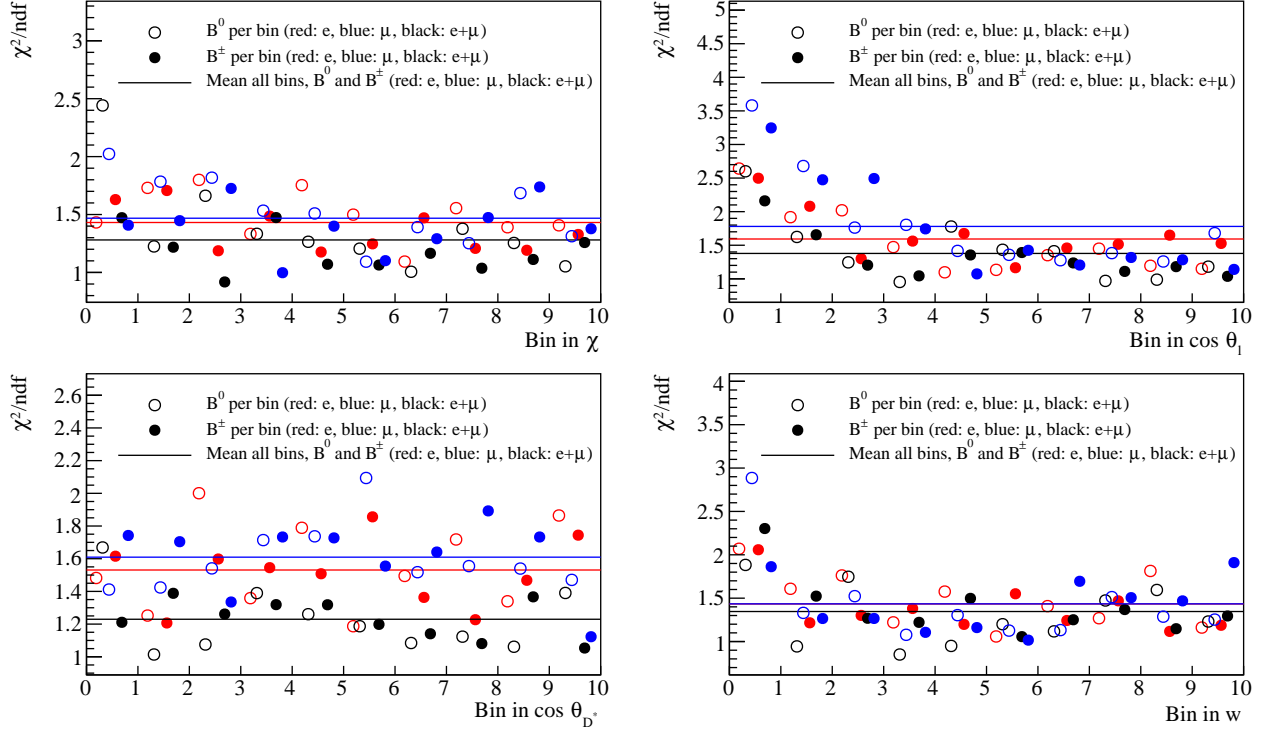 χ²/ndf
3
2.5
2
1.5
1
B⁰ per bin (red: e, blue: μ, black: e+μ)
B± per bin (red: e, blue: μ, black: e+μ)
Mean all bins, B⁰ and B± (red: e, blue: μ, black: e+μ)
0 1 2 3 4 5 6 7 8 9 10
Bin in χ
χ²/ndf
5
4.5
4
3.5
3
2.5
2
1.5
1
B⁰ per bin (red: e, blue: μ, black: e+μ)
B± per bin (red: e, blue: μ, black: e+μ)
Mean all bins, B⁰ and B± (red: e, blue: μ, black: e+μ)
0 1 2 3 4 5 6 7 8 9 10
Bin in cos θ_l
χ²/ndf
2.6
2.4
2.2
2
1.8
1.6
1.4
1.2
1
B⁰ per bin (red: e, blue: μ, black: e+μ)
B± per bin (red: e, blue: μ, black: e+μ)
Mean all bins, B⁰ and B± (red: e, blue: μ, black: e+μ)
0 1 2 3 4 5 6 7 8 9 10
Bin in cos θ_D*
χ²/ndf
4
3.5
3
2.5
2
1.5
1
B⁰ per bin (red: e, blue: μ, black: e+μ)
B± per bin (red: e, blue: μ, black: e+μ)
Mean all bins, B⁰ and B± (red: e, blue: μ, black: e+μ)
0 1 2 3 4 5 6 7 8 9 10
Bin in w